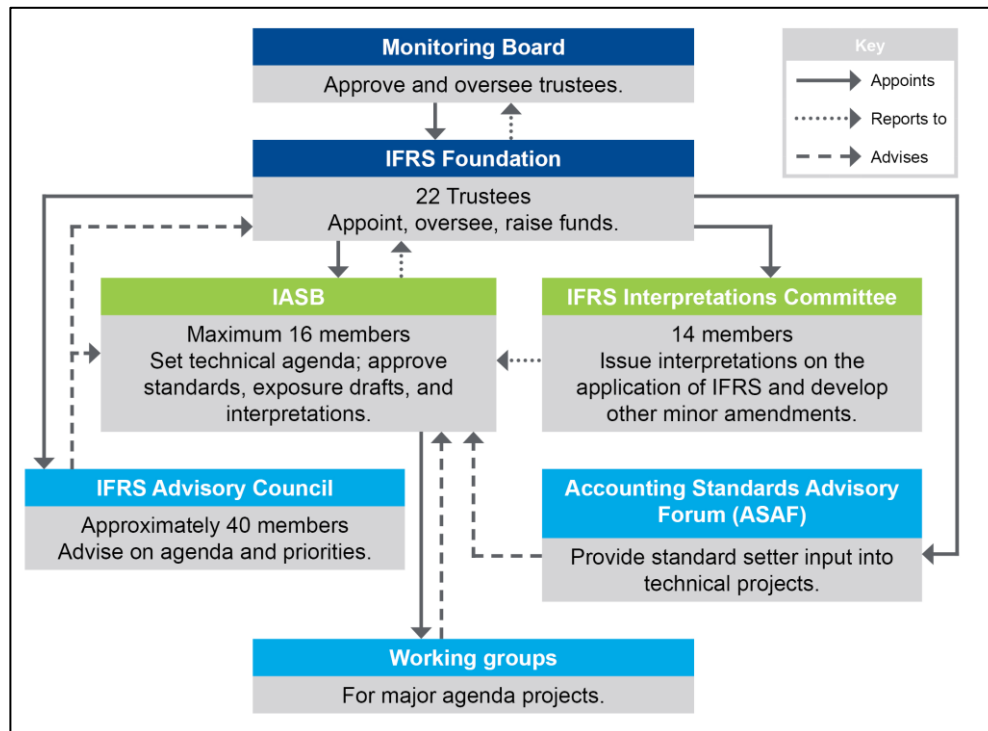 Monitoring Board
Approve and oversee trustees.
Key
Appoints
Reports to
Advises
IFRS Foundation
22 Trustees
Appoint, oversee, raise funds.
IASB
Maximum 16 members
Set technical agenda; approve
standards, exposure drafts, and
interpretations.
IFRS Interpretations Committee
14 members
Issue interpretations on the
application of IFRS and develop
other minor amendments.
IFRS Advisory Council
Approximately 40 members
Advise on agenda and priorities.
Accounting Standards Advisory
Forum (ASAF)
Provide standard setter input into
technical projects.
Working groups
For major agenda projects.